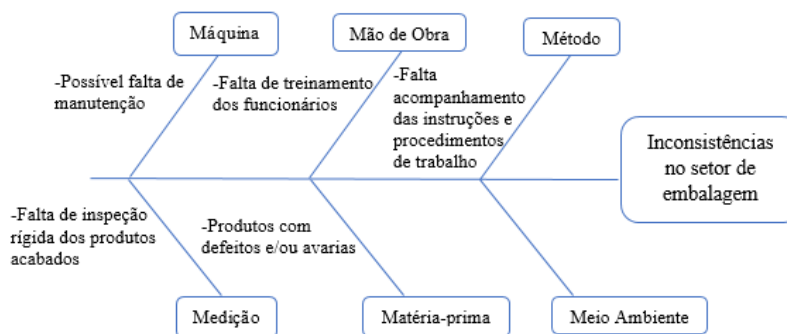 Máquina
Mão de Obra
Método
-Possível falta de
manutenção
-Falta de treinamento
dos funcionários
-Falta
acompanhamento
das instruções e
procedimentos
de trabalho
Inconsistências
no setor de
embalagem
-Falta de inspeção
rígida dos produtos
acabados
-Produtos com
defeitos e/ou avarias
Medição
Matéria-prima
Meio Ambiente